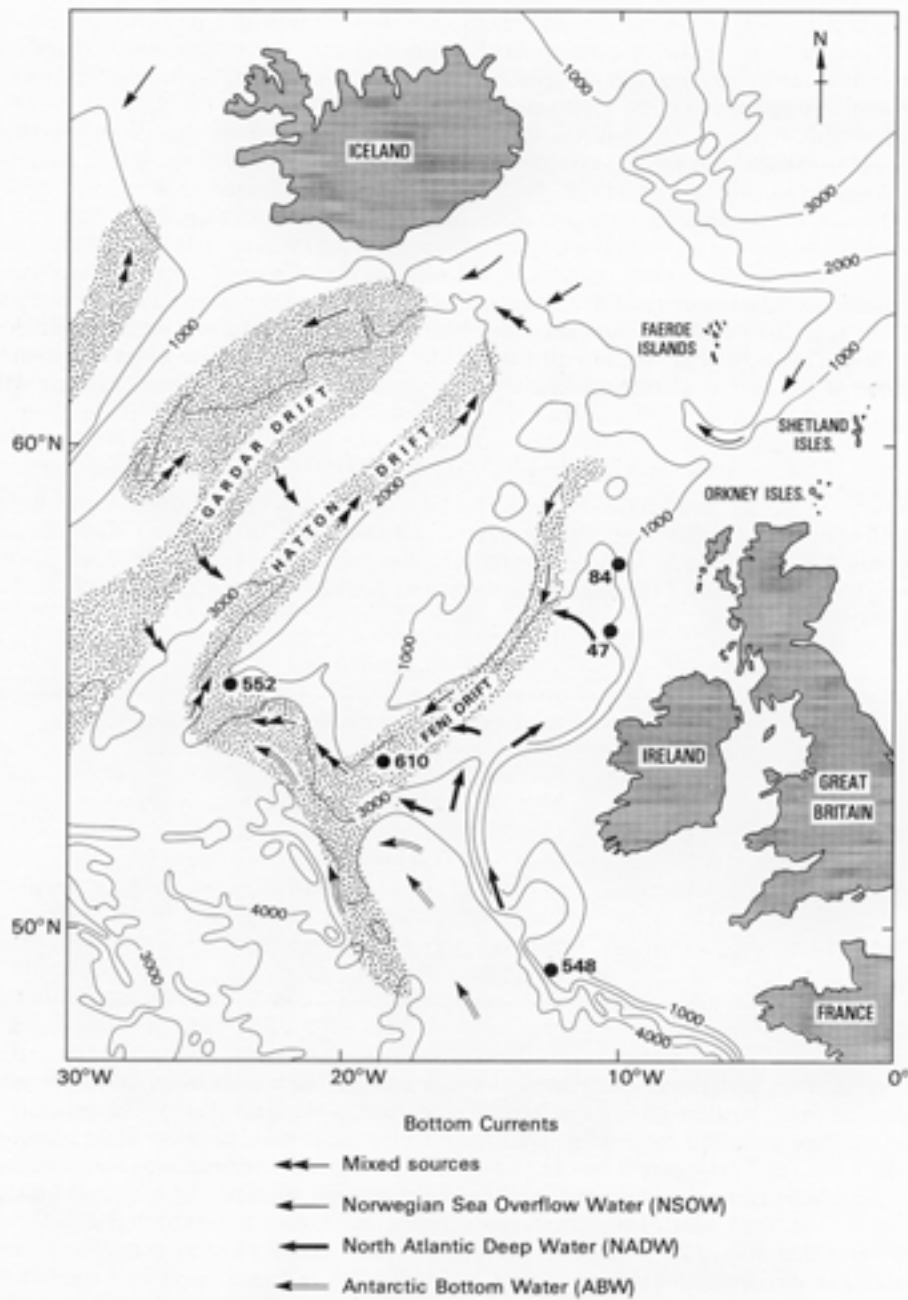 N
1000
ICELAND
3000
2000
1000
FAEROE
ISLANDS
1000
SHETLAND
ISLES.
60°N
GARDAR DRIFT
HATTON DRIFT
2000
ORKNEY ISLES.
1000
84
3000
47
1000
552
FENI DRIFT
610
IRELAND
GREAT
BRITAIN
3000
4000
50°N
3000
548
1000
4000
FRANCE
30°W
20°W
10°W
0°
Bottom Currents
Mixed sources
Norwegian Sea Overflow Water (NSOW)
North Atlantic Deep Water (NADW)
Antarctic Bottom Water (ABW)